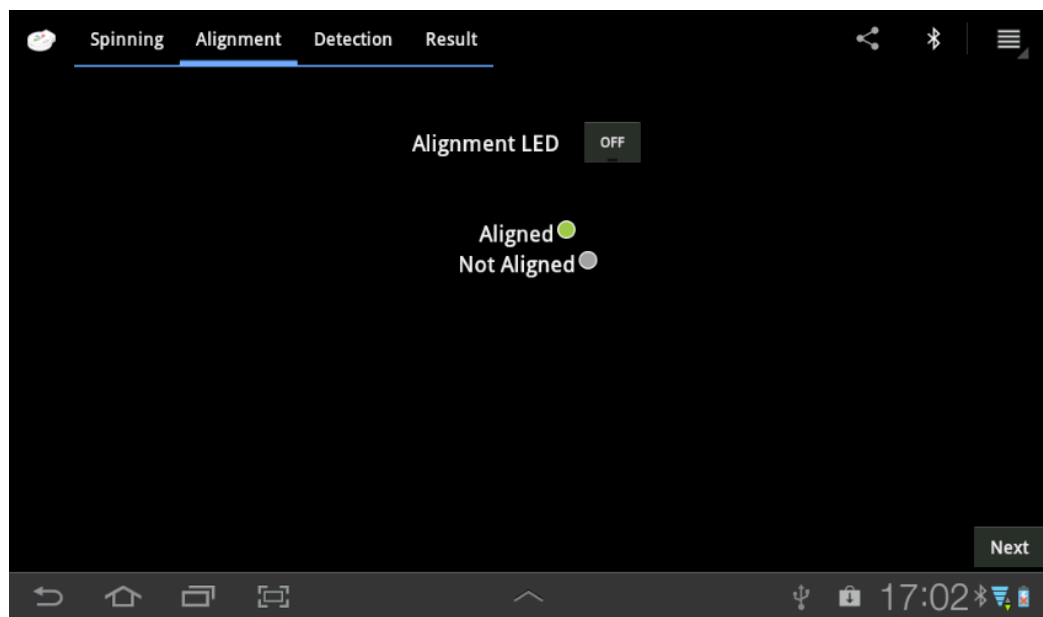 Spinning Alignment Detection Result
Alignment LED OFF
Aligned
Not Aligned
Next
17:02